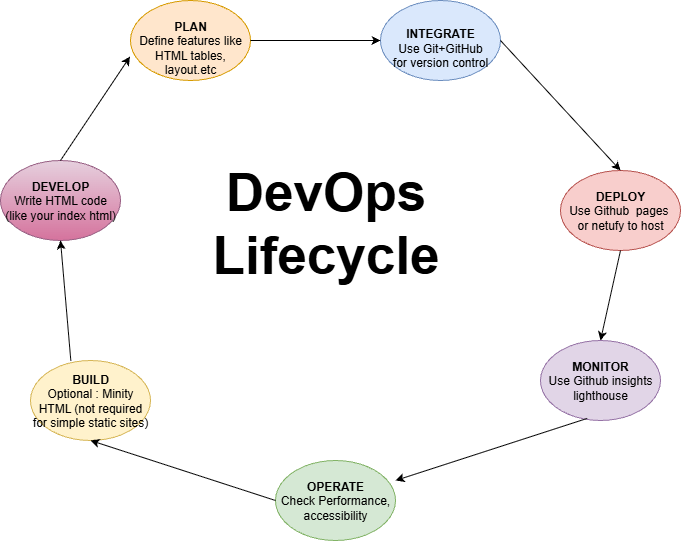 PLAN
Define features like
HTML tables,
layout.etc
INTEGRATE
Use Git+GitHub
for version control
DEVELOP
Write HTML code
(like your index html)
DevOps
Lifecycle
DEPLOY
Use Github pages
or netufy to host
BUILD
Optional : Minity
HTML (not required
for simple static sites)
MONITOR
Use Github insights
lighthouse
OPERATE
Check Performance,
accessibility